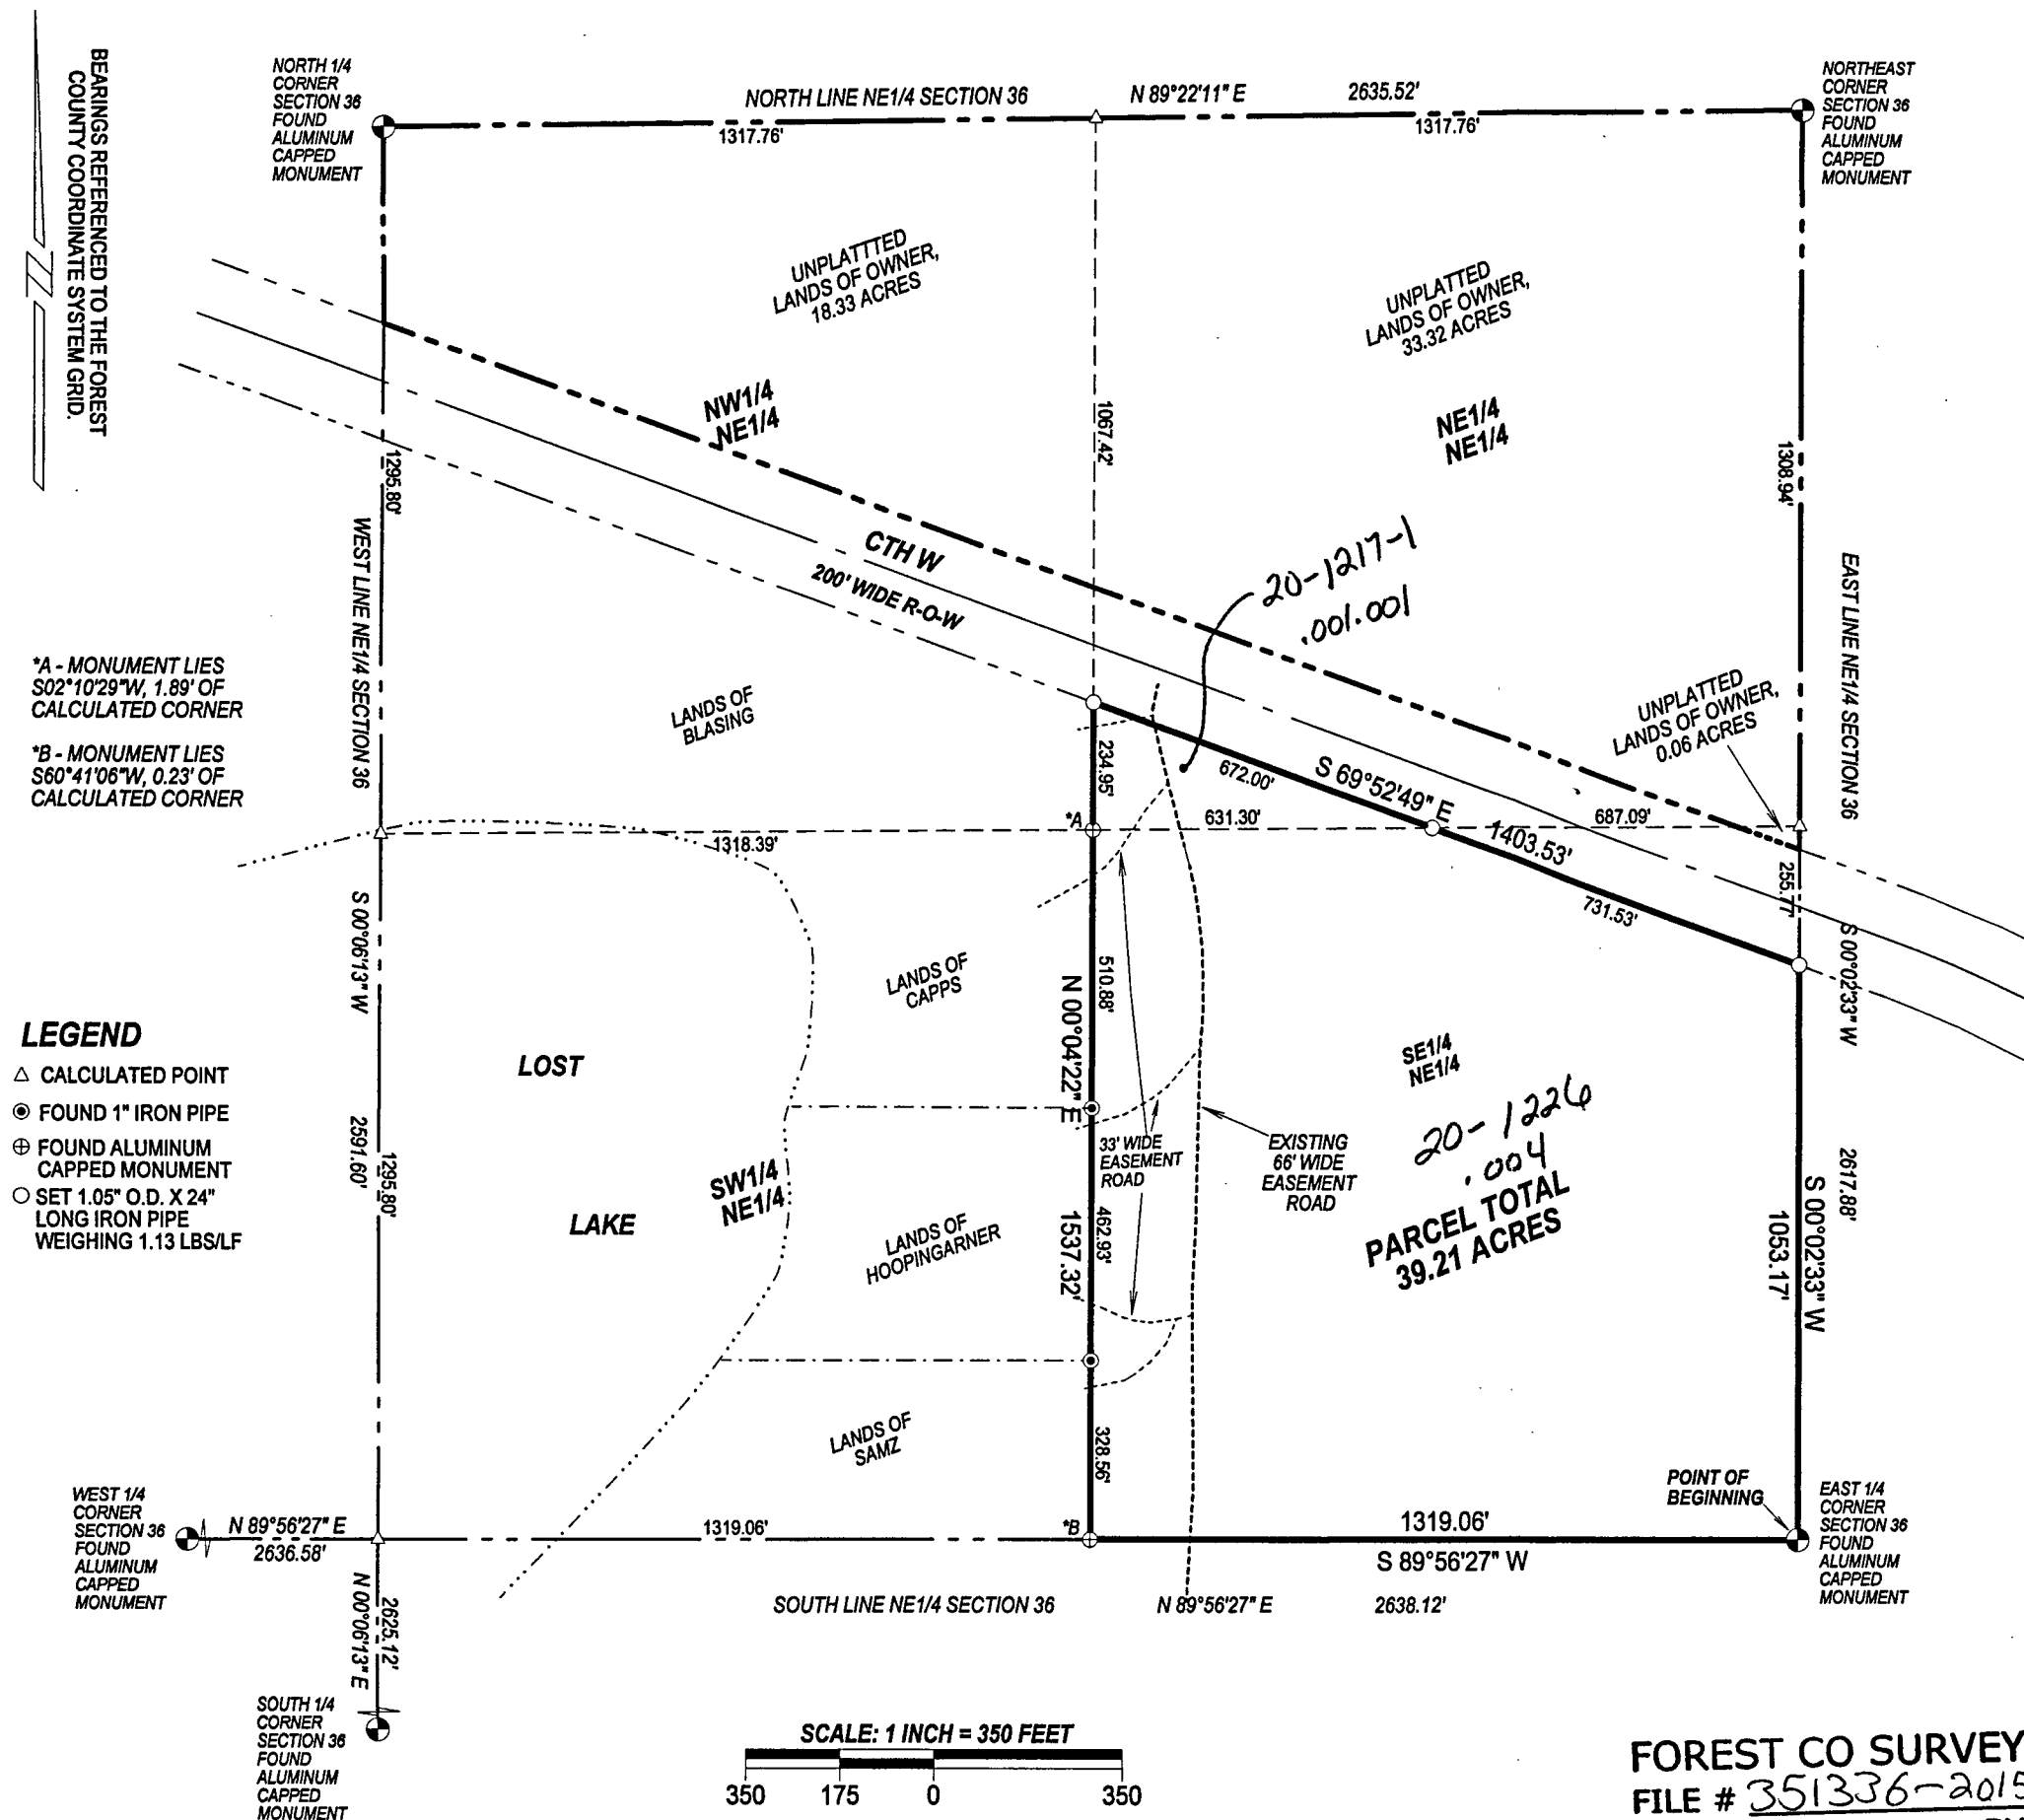 BEARINGS REFERENCED TO THE FOREST
COUNTY COORDINATE SYSTEM GRID.
NORTH 1/4
CORNER
SECTION 36
FOUND
ALUMINUM
CAPPED
MONUMENT
NORTH LINE NE1/4 SECTION 36
N 89°22'11" E
2635.52'
1317.76'
1317.76'
NORTHEAST
CORNER
SECTION 36
FOUND
ALUMINUM
CAPPED
MONUMENT
UNPLATTTED
LANDS OF OWNER,
18.33 ACRES
UNPLATTED
LANDS OF OWNER,
33.32 ACRES
NW1/4
NE1/4
NE1/4
NE1/4
1067.42'
1308.94'
1295.80'
WEST LINE NE1/4 SECTION 36
EAST LINE NE1/4 SECTION 36
CTH W
200' WIDE R-O-W
20-1217-1
.001.001
*A - MONUMENT LIES
S02°10'29"W, 1.89' OF
CALCULATED CORNER
*B - MONUMENT LIES
S60°41'06"W, 0.23' OF
CALCULATED CORNER
LANDS OF
BLASING
UNPLATTED
LANDS OF OWNER,
0.06 ACRES
234.95'
672.00'
S 69°52'49" E
1403.53'
*A
631.30'
687.09'
1318.39'
255.77'
731.53'
S 00°06'13" W
2591.60'
1295.80'
S 00°02'33" W
2617.88'
LANDS OF
CAPPS
510.88'
N 00°04'22" E
1537.32'
LEGEND
CALCULATED POINT
FOUND 1" IRON PIPE
FOUND ALUMINUM
CAPPED MONUMENT
SET 1.05" O.D. X 24"
LONG IRON PIPE
WEIGHING 1.13 LBS/LF
LOST
LAKE
SW1/4
NE1/4
SE1/4
NE1/4
20-1226
.004
PARCEL TOTAL
39.21 ACRES
33' WIDE
EASEMENT
ROAD
EXISTING
66' WIDE
EASEMENT
ROAD
S 00°02'33" W
1053.17'
LANDS OF
HOOPINGARNER
462.93'
LANDS OF
SAMZ
328.56'
POINT OF
BEGINNING
WEST 1/4
CORNER
SECTION 36
FOUND
ALUMINUM
CAPPED
MONUMENT
N 89°56'27" E
2636.58'
1319.06'
*B
1319.06'
S 89°56'27" W
EAST 1/4
CORNER
SECTION 36
FOUND
ALUMINUM
CAPPED
MONUMENT
SOUTH LINE NE1/4 SECTION 36
N 89°56'27" E
2638.12'
2625.12'
N 00°06'13" E
SOUTH 1/4
CORNER
SECTION 36
FOUND
ALUMINUM
CAPPED
MONUMENT
SCALE: 1 INCH = 350 FEET
350 175 0 350
FOREST CO SURVEY
FILE # 351336-2015